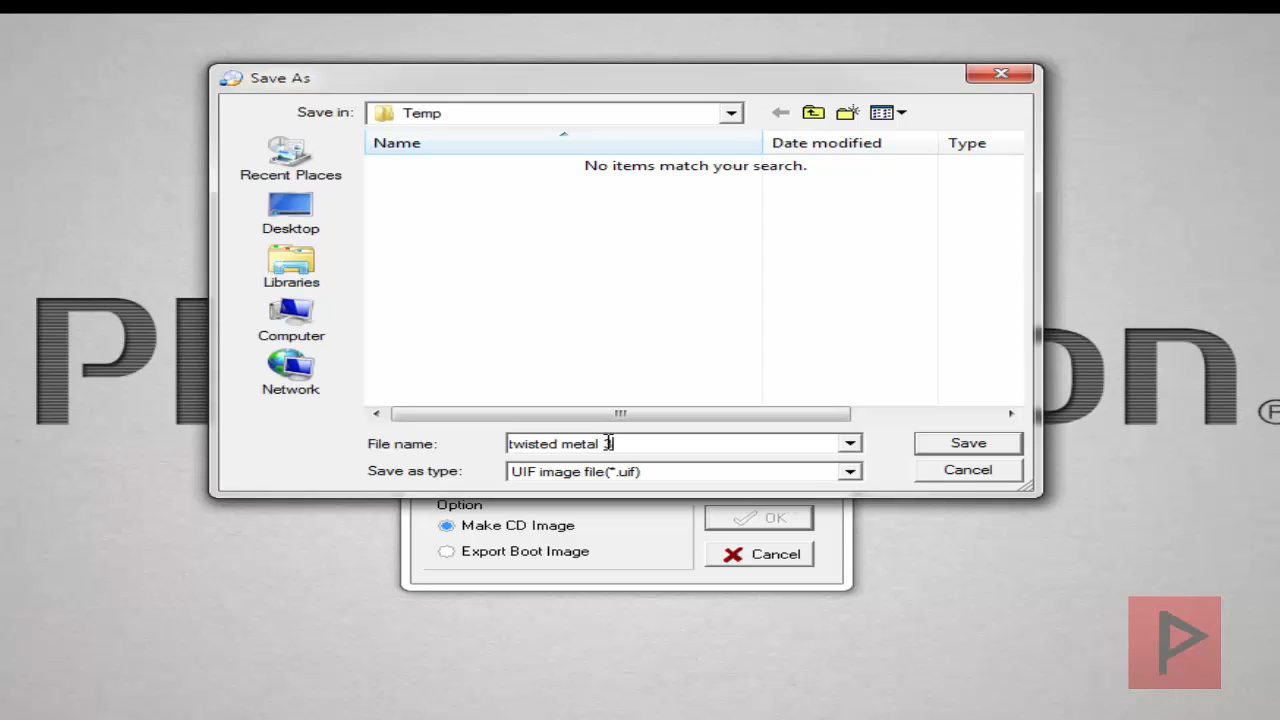 Save As
Save in: Temp
Name Date modified Type
No items match your search.
Recent Places
Desktop
Libraries
Computer
Network
File name: twisted metal 3
Save
Save as type: UIF image file(*.uif)
Cancel
Option
Make CD Image
OK
Export Boot Image
Cancel